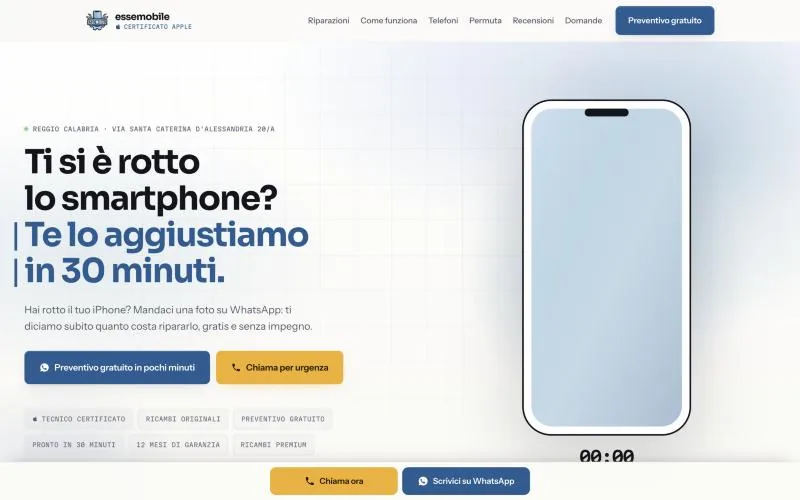 essemobile
CERTIFICATO APPLE
Riparazioni Come funziona Telefoni Permuta Recensioni Domande Preventivo gratuito
REGGIO CALABRIA · VIA SANTA CATERINA D'ALESSANDRIA 20/A
Ti si è rotto
lo smartphone?
Te lo aggiustiamo
in 30 minuti.
Hai rotto il tuo iPhone? Mandaci una foto su WhatsApp: ti
diciamo subito quanto costa ripararlo, gratis e senza impegno.
Preventivo gratuito in pochi minuti Chiama per urgenza
TECNICO CERTIFICATO RICAMBI ORIGINALI PREVENTIVO GRATUITO
PRONTO IN 30 MINUTI 12 MESI DI GARANZIA RICAMBI PREMIUM
00:00
Chiama ora Scrivici su WhatsApp